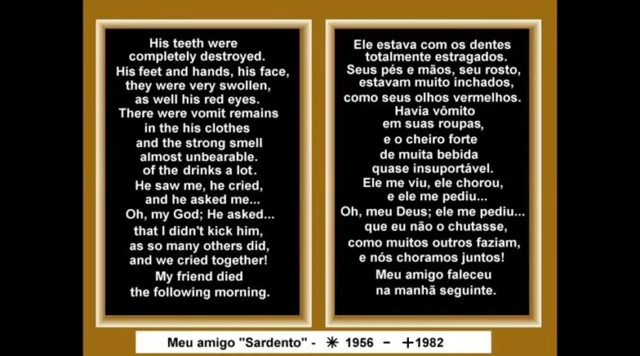 His teeth were
completely destroyed.
His feet and hands, his face,
they were very swollen,
as well his red eyes.
There were vomit remains
in the his clothes
and the strong smell
almost unbearable.
of the drinks a lot.
He saw me, he cried,
and he asked me...
Oh, my God; He asked...
that I didn't kick him,
as so many others did,
and we cried together!
My friend died
the following morning.
Ele estava com os dentes
totalmente estragados.
Seus pés e mãos, seu rosto,
estavam muito inchados,
como seus olhos vermelhos.
Havia vômito
em suas roupas,
e o cheiro forte
de muita bebida
quase insuportável.
Ele me viu, ele chorou,
e ele me pediu...
Oh, meu Deus; ele me pediu...
que eu não o chutasse,
como muitos outros faziam,
e nós choramos juntos!
Meu amigo faleceu
na manhã seguinte.
Meu amigo "Sardento" - ✳ 1956 - +1982